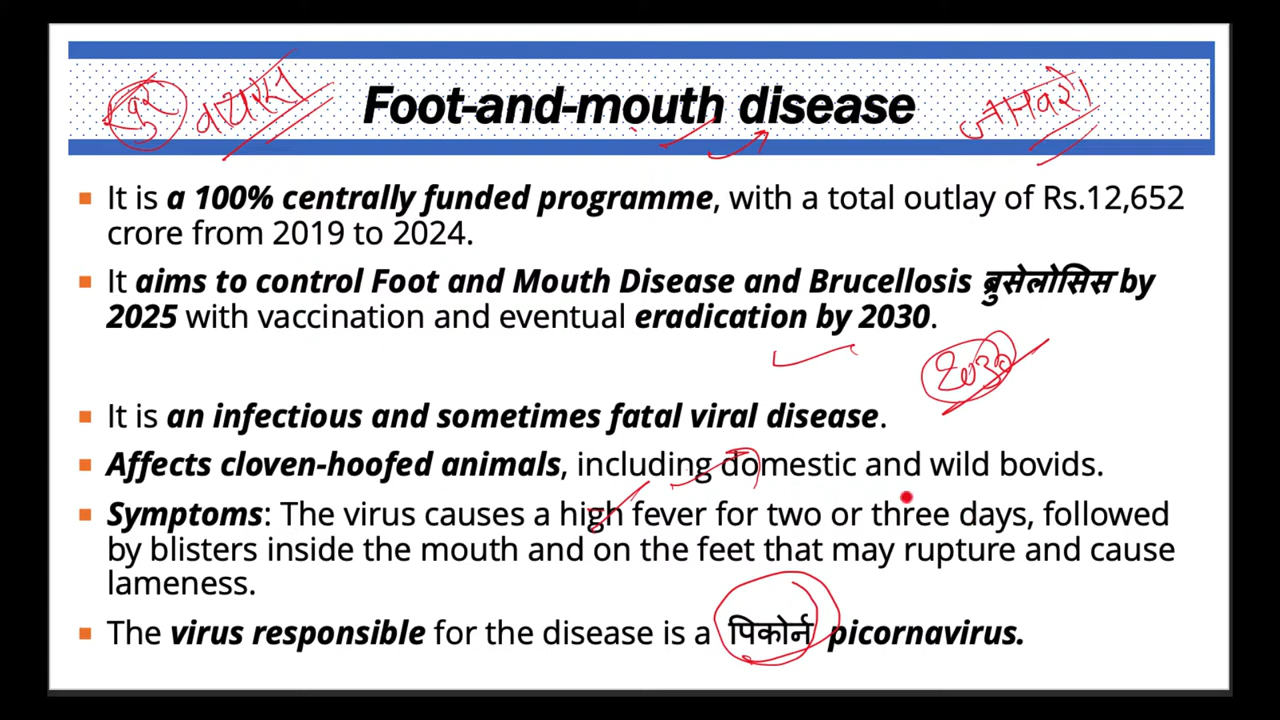 खुर वायरस Foot-and-mouth disease जानवरों
It is a 100% centrally funded programme, with a total outlay of Rs.12,652
crore from 2019 to 2024.
It aims to control Foot and Mouth Disease and Brucellosis ब्रुसेलोसिस by
2025 with vaccination and eventual eradication by 2030.
2030
It is an infectious and sometimes fatal viral disease.
Affects cloven-hoofed animals, including domestic and wild bovids.
Symptoms: The virus causes a high fever for two or three days, followed
by blisters inside the mouth and on the feet that may rupture and cause
lameness.
The virus responsible for the disease is a पिकोर्न picornavirus.